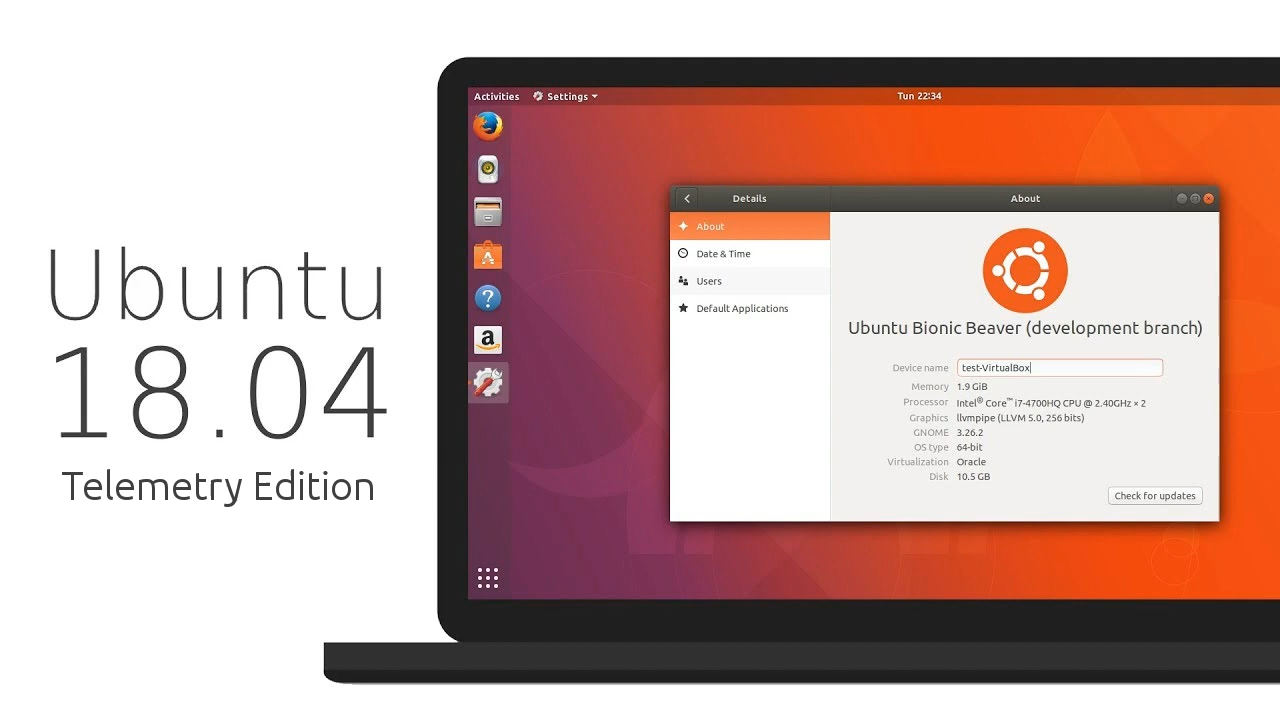 Ubuntu
18.04
Telemetry Edition
Activities Settings Tun 22:34
Details About
About
Date & Time
Users
Default Applications
Ubuntu Bionic Beaver (development branch)
Device name test-VirtualBox
Memory 1.9 GiB
Processor Intel® Core™ i7-4700HQ CPU @ 2.40GHz × 2
Graphics llvmpipe (LLVM 5.0, 256 bits)
GNOME 3.26.2
OS type 64-bit
Virtualization Oracle
Disk 10.5 GB
Check for updates
?
a